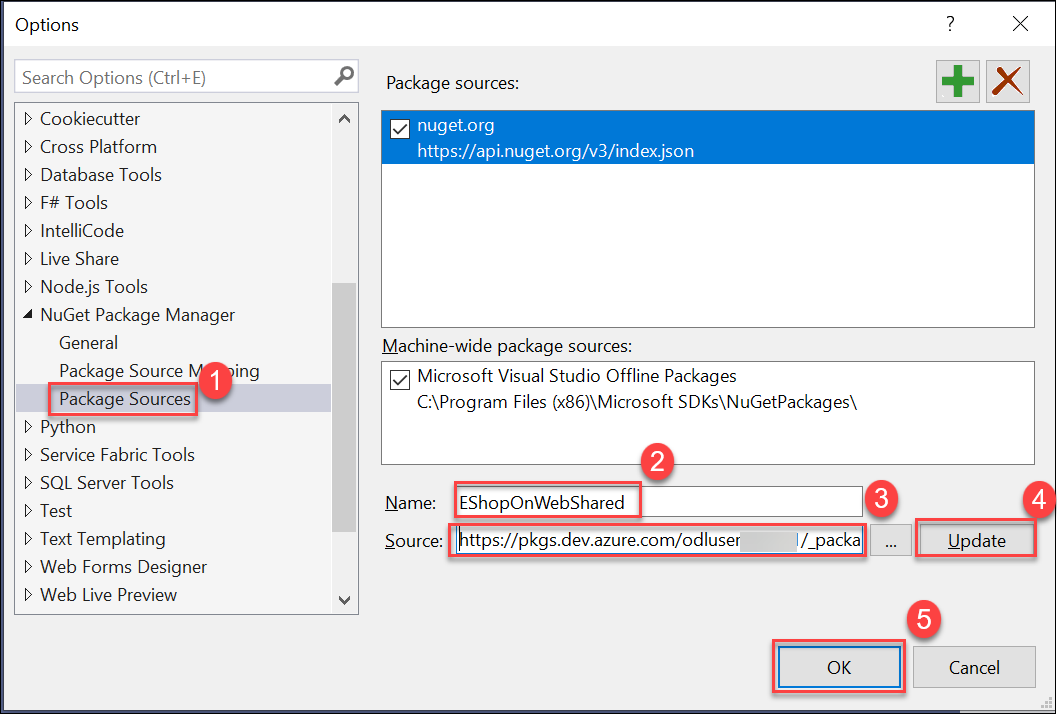 Options
?
Search Options (Ctrl+E)
Cookiecutter
Cross Platform
Database Tools
F# Tools
IntelliCode
Live Share
Node.js Tools
NuGet Package Manager
General
Package Source Mapping
1
Package Sources
Python
Service Fabric Tools
SQL Server Tools
Test
Text Templating
Web Forms Designer
Web Live Preview
Package sources:
nuget.org
https://api.nuget.org/v3/index.json
Machine-wide package sources:
Microsoft Visual Studio Offline Packages
C:\Program Files (x86)\Microsoft SDKs\NuGetPackages\
2
Name: EShopOnWebShared
3
4
Source: https://pkgs.dev.azure.com/odluser /_packa ... Update
5
OK Cancel